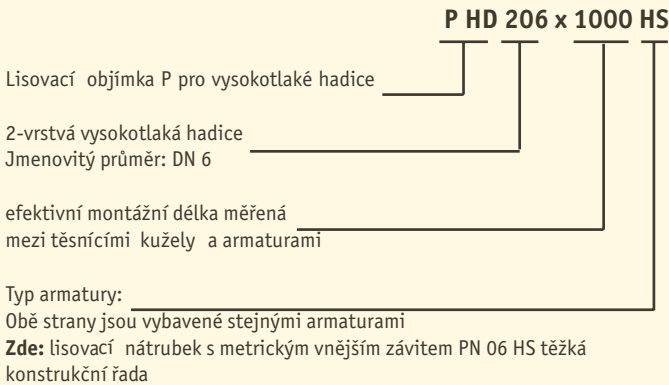 P HD 206 x 1000 HS
Lisovací objímka P pro vysokotlaké hadice
2-vrstvá vysokotlaká hadice
Jmenovitý průměr: DN 6
efektivní montážní délka měřená
mezi těsnícími kužely a armaturami
Typ armatury:
Obě strany jsou vybavené stejnými armaturami
Zde: lisovací nátrubek s metrickým vnějším závitem PN 06 HS těžká
konstrukční řada